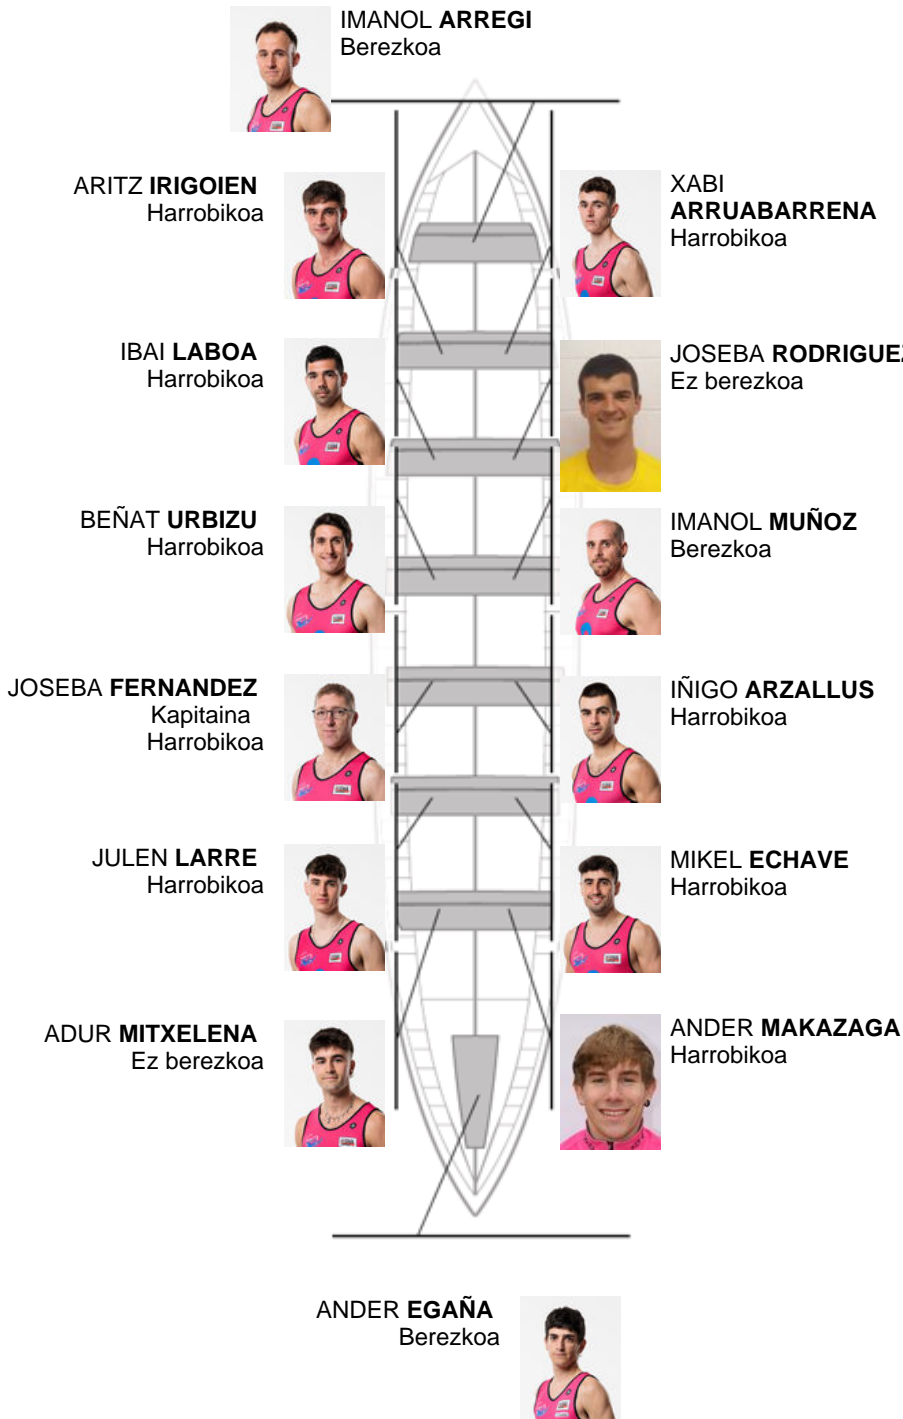 IMANOL ARREGI
Berezkoa
ARITZ IRIGOIEN
Harrobikoa
XABI
ARRUABARRENA
Harrobikoa
IBAI LABOA
Harrobikoa
JOSEBA RODRIGUEZ
Ez berezkoa
BEÑAT URBIZU
Harrobikoa
IMANOL MUÑOZ
Berezkoa
JOSEBA FERNANDEZ
Kapitaina
Harrobikoa
IÑIGO ARZALLUS
Harrobikoa
JULEN LARRE
Harrobikoa
MIKEL ECHAVE
Harrobikoa
ADUR MITXELENA
Ez berezkoa
ANDER MAKAZAGA
Harrobikoa
ANDER EGAÑA
Berezkoa